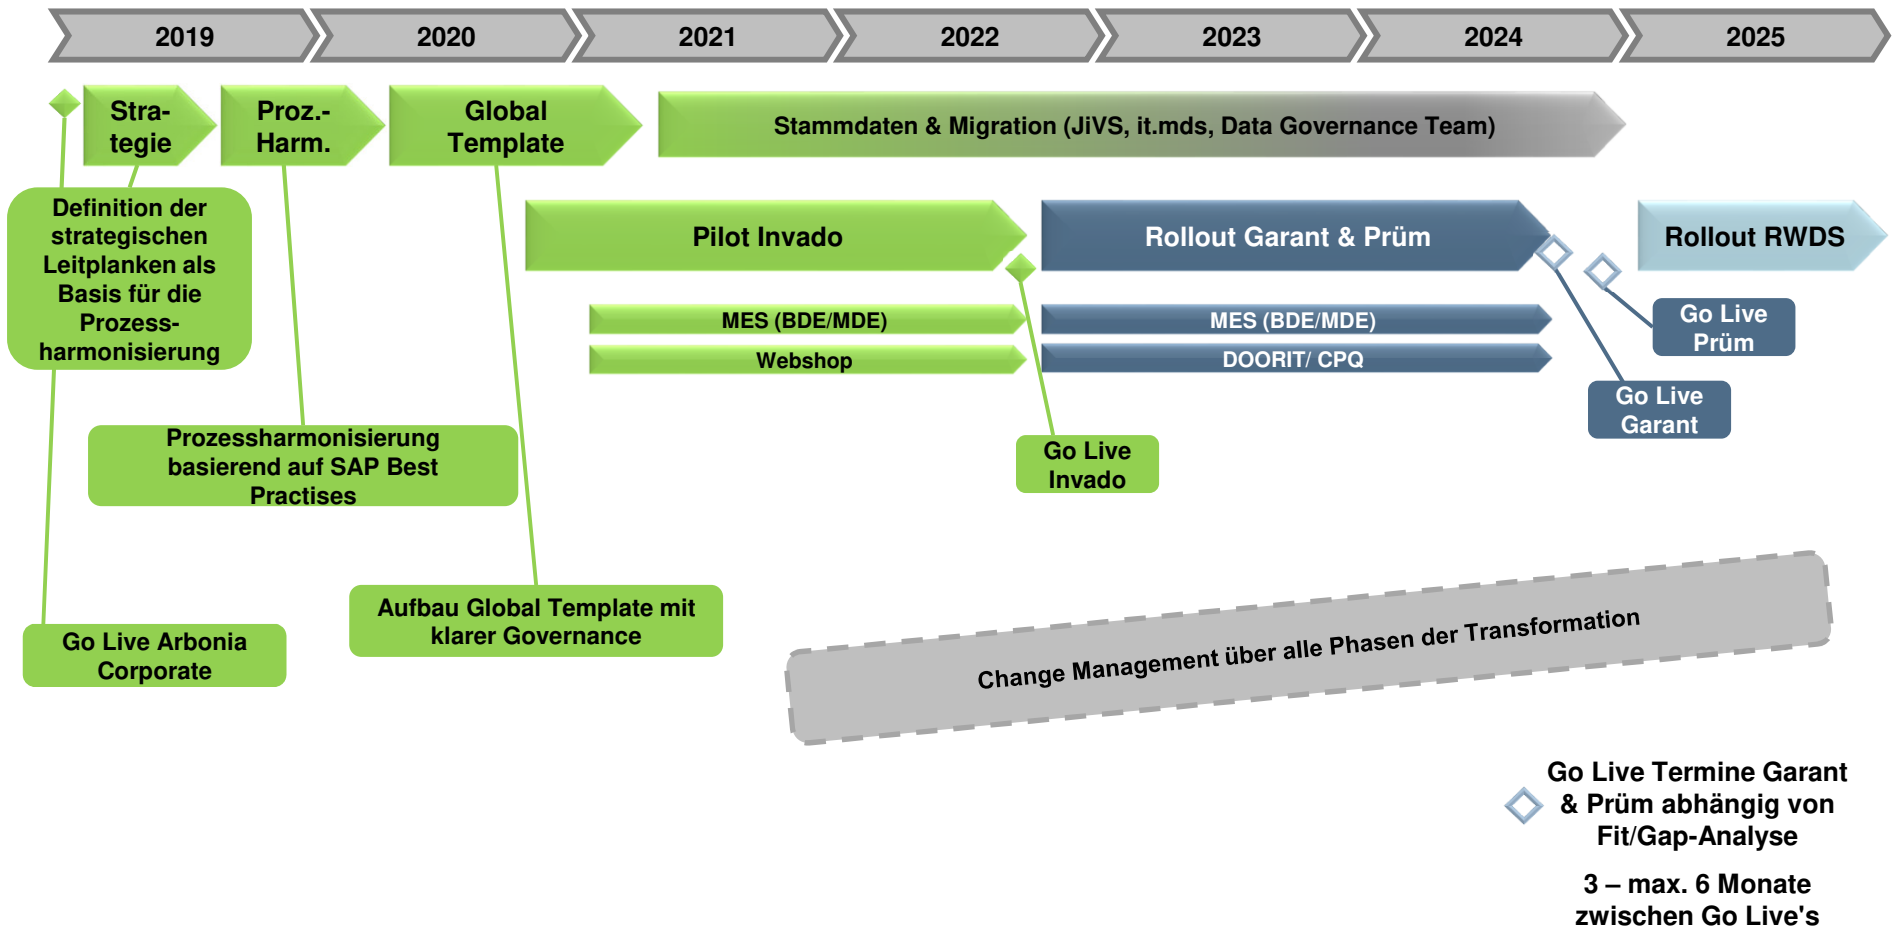 2019
2020
2021
2022
2023
2024
2025
Stra-
tegie
Proz.-
Harm.
Global
Template
Stammdaten & Migration (JiVS, it.mds, Data Governance Team)
Definition der
strategischen
Leitplanken als
Basis für die
Prozess-
harmonisierung
Pilot Invado
Rollout Garant & Prüm
Rollout RWDS
MES (BDE/MDE)
MES (BDE/MDE)
Webshop
DOORIT/ CPQ
Go Live
Prüm
Go Live
Garant
Go Live
Invado
Prozessharmonisierung
basierend auf SAP Best
Practises
Aufbau Global Template mit
klarer Governance
Go Live Arbonia
Corporate
Change Management über alle Phasen der Transformation
Go Live Termine Garant
& Prüm abhängig von
Fit/Gap-Analyse
3 – max. 6 Monate
zwischen Go Live's